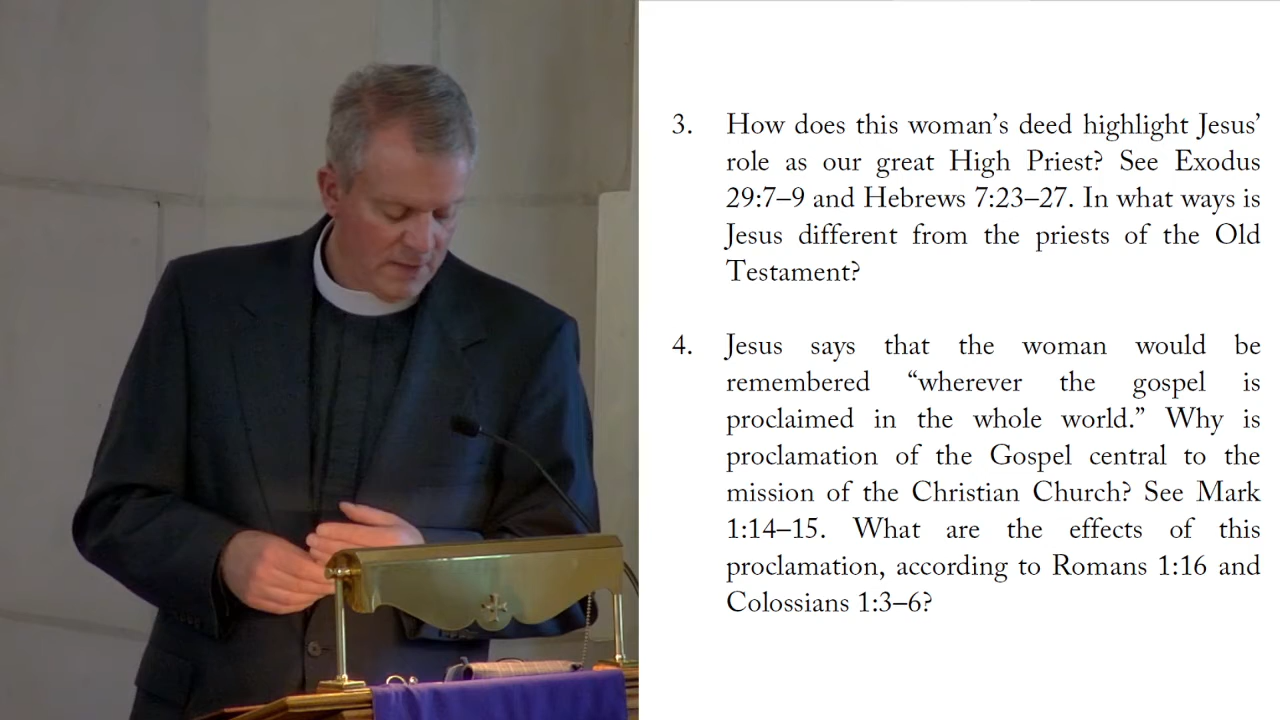 3. How does this woman’s deed highlight Jesus’
role as our great High Priest? See Exodus
29:7–9 and Hebrews 7:23–27. In what ways is
Jesus different from the priests of the Old
Testament?
4. Jesus says that the woman would be
remembered “wherever the gospel is
proclaimed in the whole world.” Why is
proclamation of the Gospel central to the
mission of the Christian Church? See Mark
1:14–15. What are the effects of this
proclamation, according to Romans 1:16 and
Colossians 1:3–6?